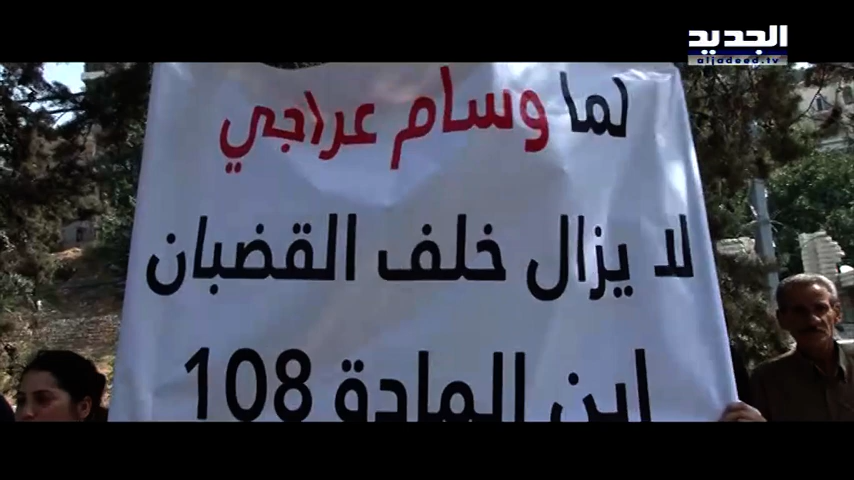 الجديد
aljadeed.tv
لما وسام عراجي
لا يزال خلف القضبان
اين المادة 108